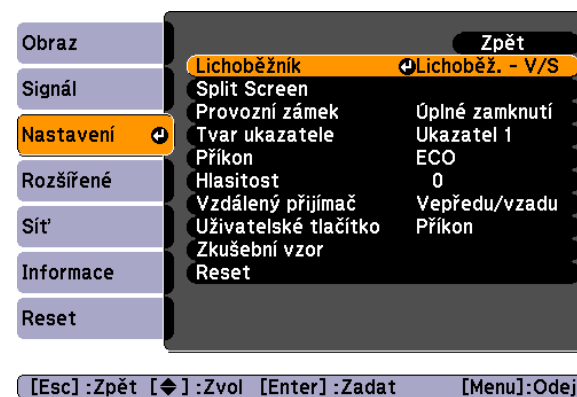 Obraz
Signál
Nastavení
Rozšířené
Síť
Informace
Reset
Zpět
Lichoběžník Lichoběž. - V/S
Split Screen
Provozní zámek Úplné zamknutí
Tvar ukazatele Ukazatel 1
Příkon ECO
Hlasitost 0
Vzdálený přijímač Vepředu/vzadu
Uživatelské tlačítko Příkon
Zkušební vzor
Reset
[Esc] :Zpět [◆] :Zvol [Enter] :Zadat [Menu]:Odej